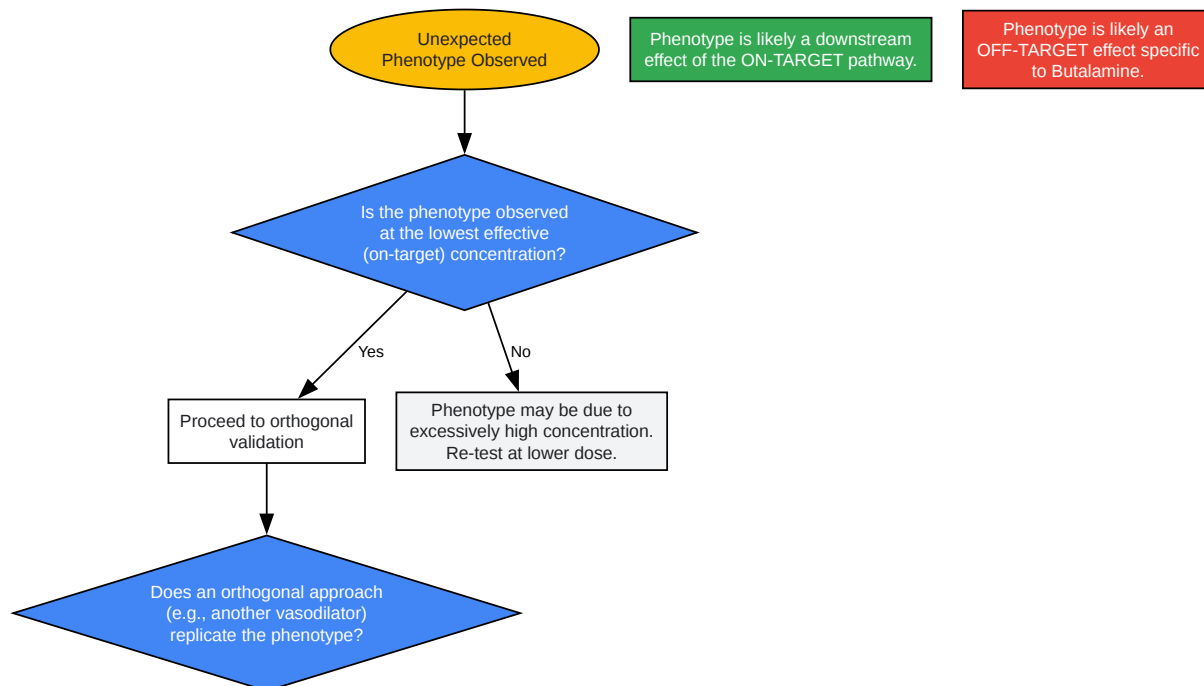 Unexpected
Phenotype Observed
Phenotype is likely a downstream
effect of the ON-TARGET pathway.
Phenotype is likely an
OFF-TARGET effect specific
to Butalamine.
Is the phenotype observed
at the lowest effective
(on-target) concentration?
Yes
No
Proceed to orthogonal
validation
Phenotype may be due to
excessively high concentration.
Re-test at lower dose.
Does an orthogonal approach
(e.g., another vasodilator)
replicate the phenotype?